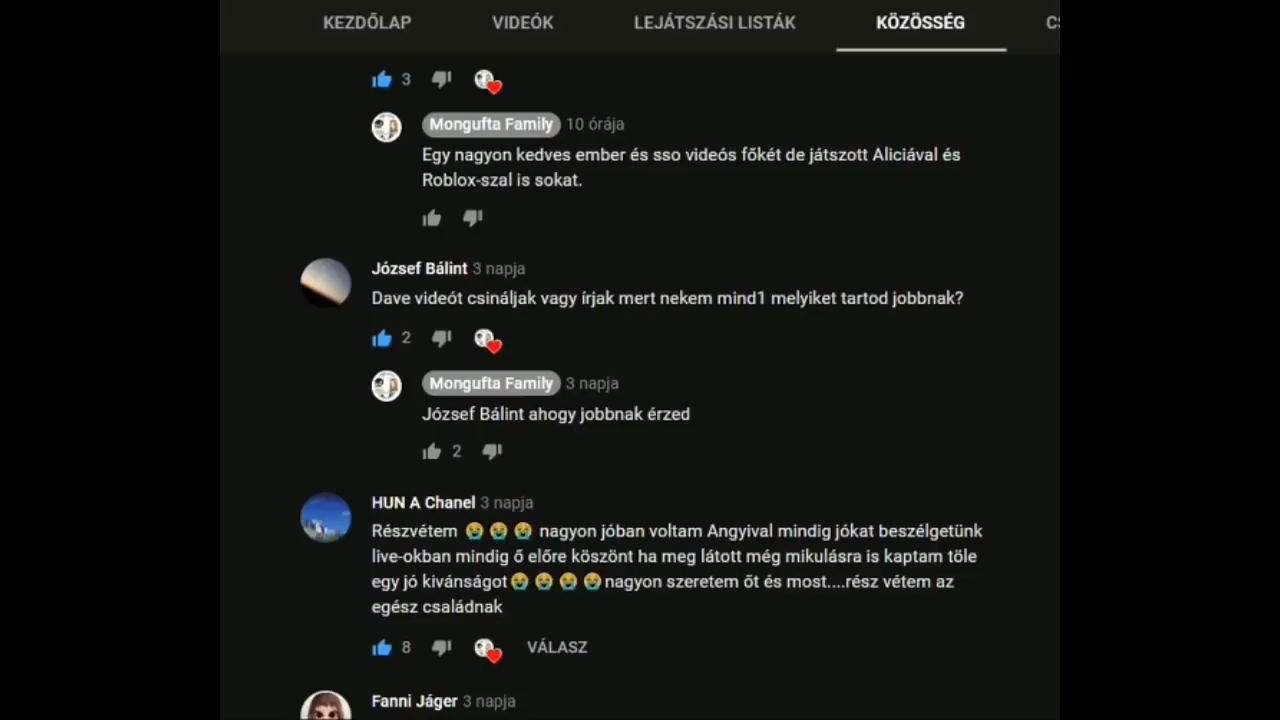 KEZDŐLAP VIDEÓK LEJÁTSZÁSI LISTÁK KÖZÖSSÉG
3
Mongufta Family 10 órája
Egy nagyon kedves ember és sso videós főkét de játszott Aliciával és
Roblox-szal is sokat.
József Bálint 3 napja
Dave videót csináljak vagy írjak mert nekem mind1 melyiket tartod jobbnak?
2
Mongufta Family 3 napja
József Bálint ahogy jobbnak érzed
2
HUN A Chanel 3 napja
Részvétem 😭 😭 😭 nagyon jóban voltam Angyival mindig jókat beszélgetünk
live-okban mindig ő előre köszönt ha meg látott még mikulásra is kaptam töle
egy jó kivánságot😭 😭 😭 😭nagyon szeretem őt és most....rész vétem az
egész családnak
8 VÁLASZ
Fanni Jáger 3 napja